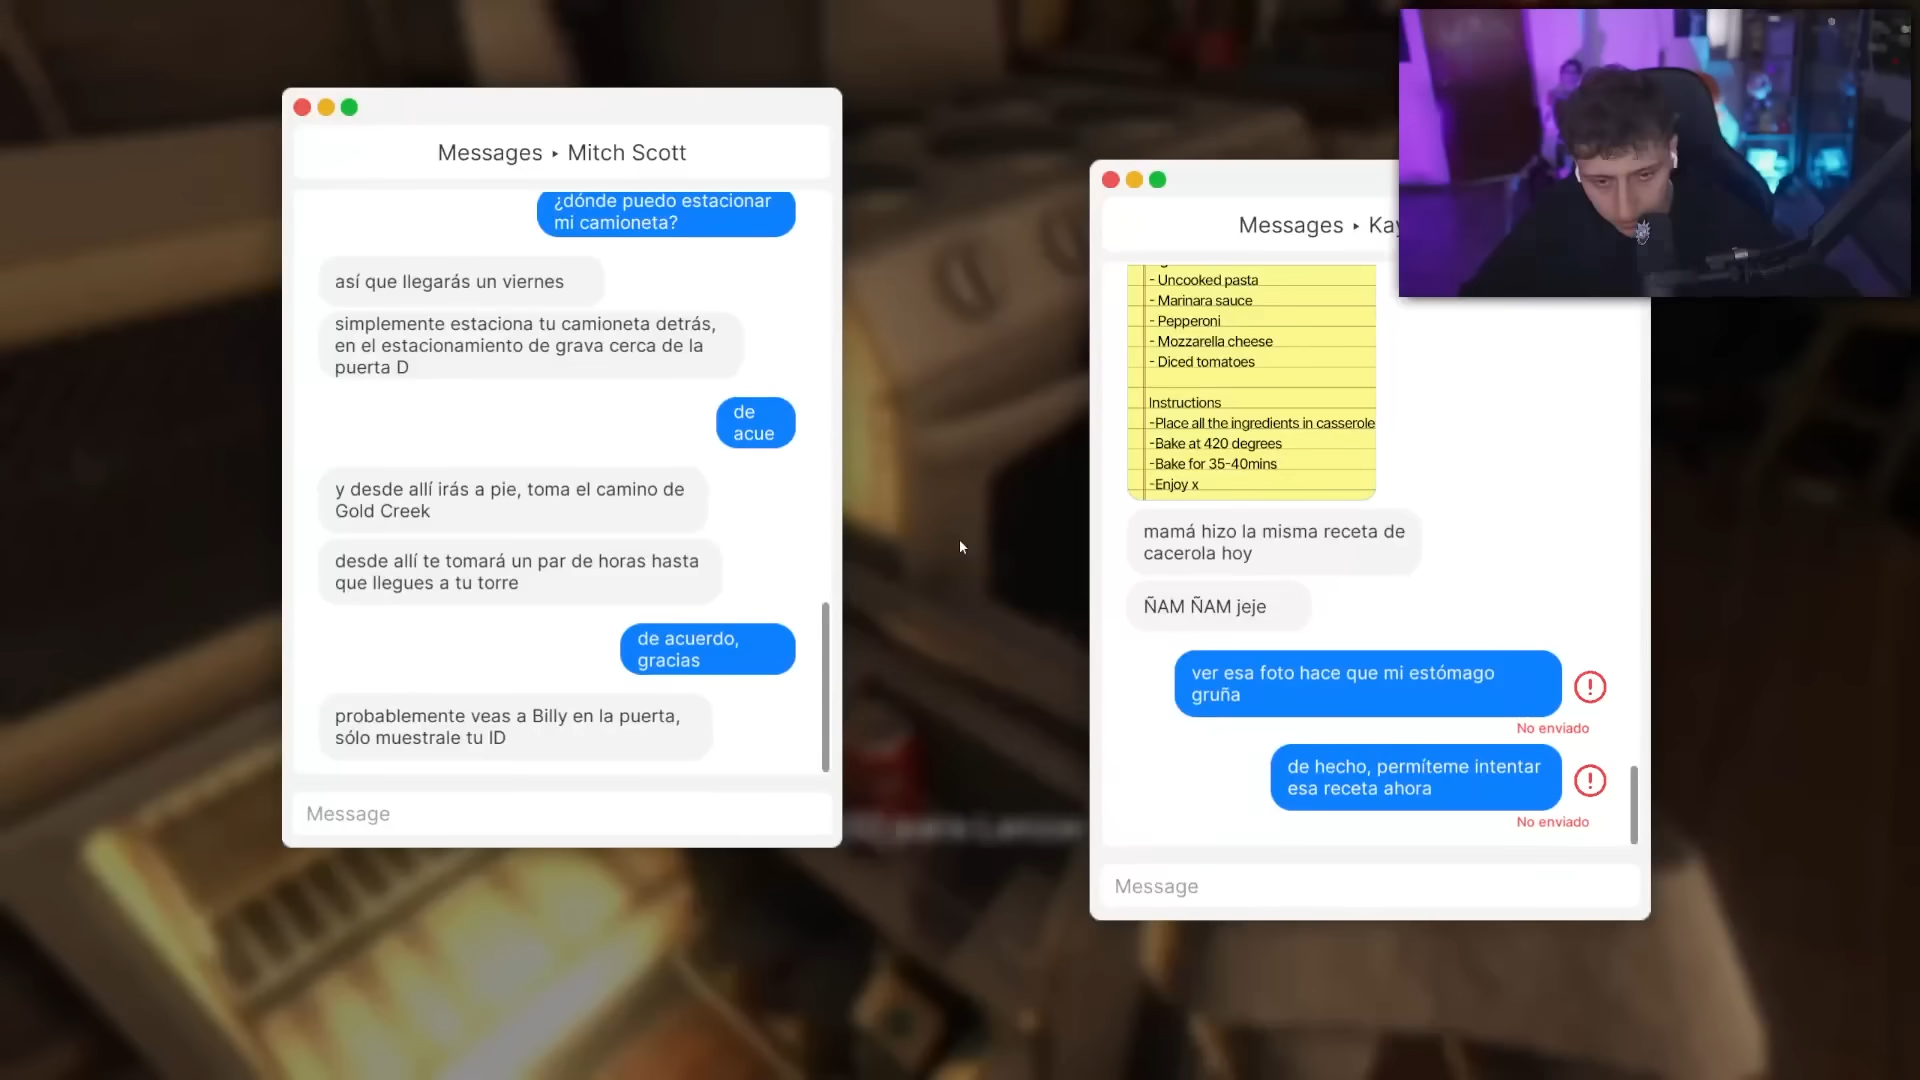 Messages ▸ Mitch Scott
¿dónde puedo estacionar
mi camioneta?
así que llegarás un viernes
simplemente estaciona tu camioneta detrás,
en el estacionamiento de grava cerca de la
puerta D
de
acue
y desde allí irás a pie, toma el camino de
Gold Creek
desde allí te tomará un par de horas hasta
que llegues a tu torre
de acuerdo,
gracias
probablemente veas a Billy en la puerta,
sólo muestrale tu ID
Message
Messages ▸ Kay
- Uncooked pasta
- Marinara sauce
- Pepperoni
- Mozzarella cheese
- Diced tomatoes
Instructions
-Place all the ingredients in casserole
-Bake at 420 degrees
-Bake for 35-40mins
-Enjoy x
mamá hizo la misma receta de
cacerola hoy
ÑAM ÑAM jeje
ver esa foto hace que mi estómago
gruña
No enviado
de hecho, permíteme intentar
esa receta ahora
No enviado
Message